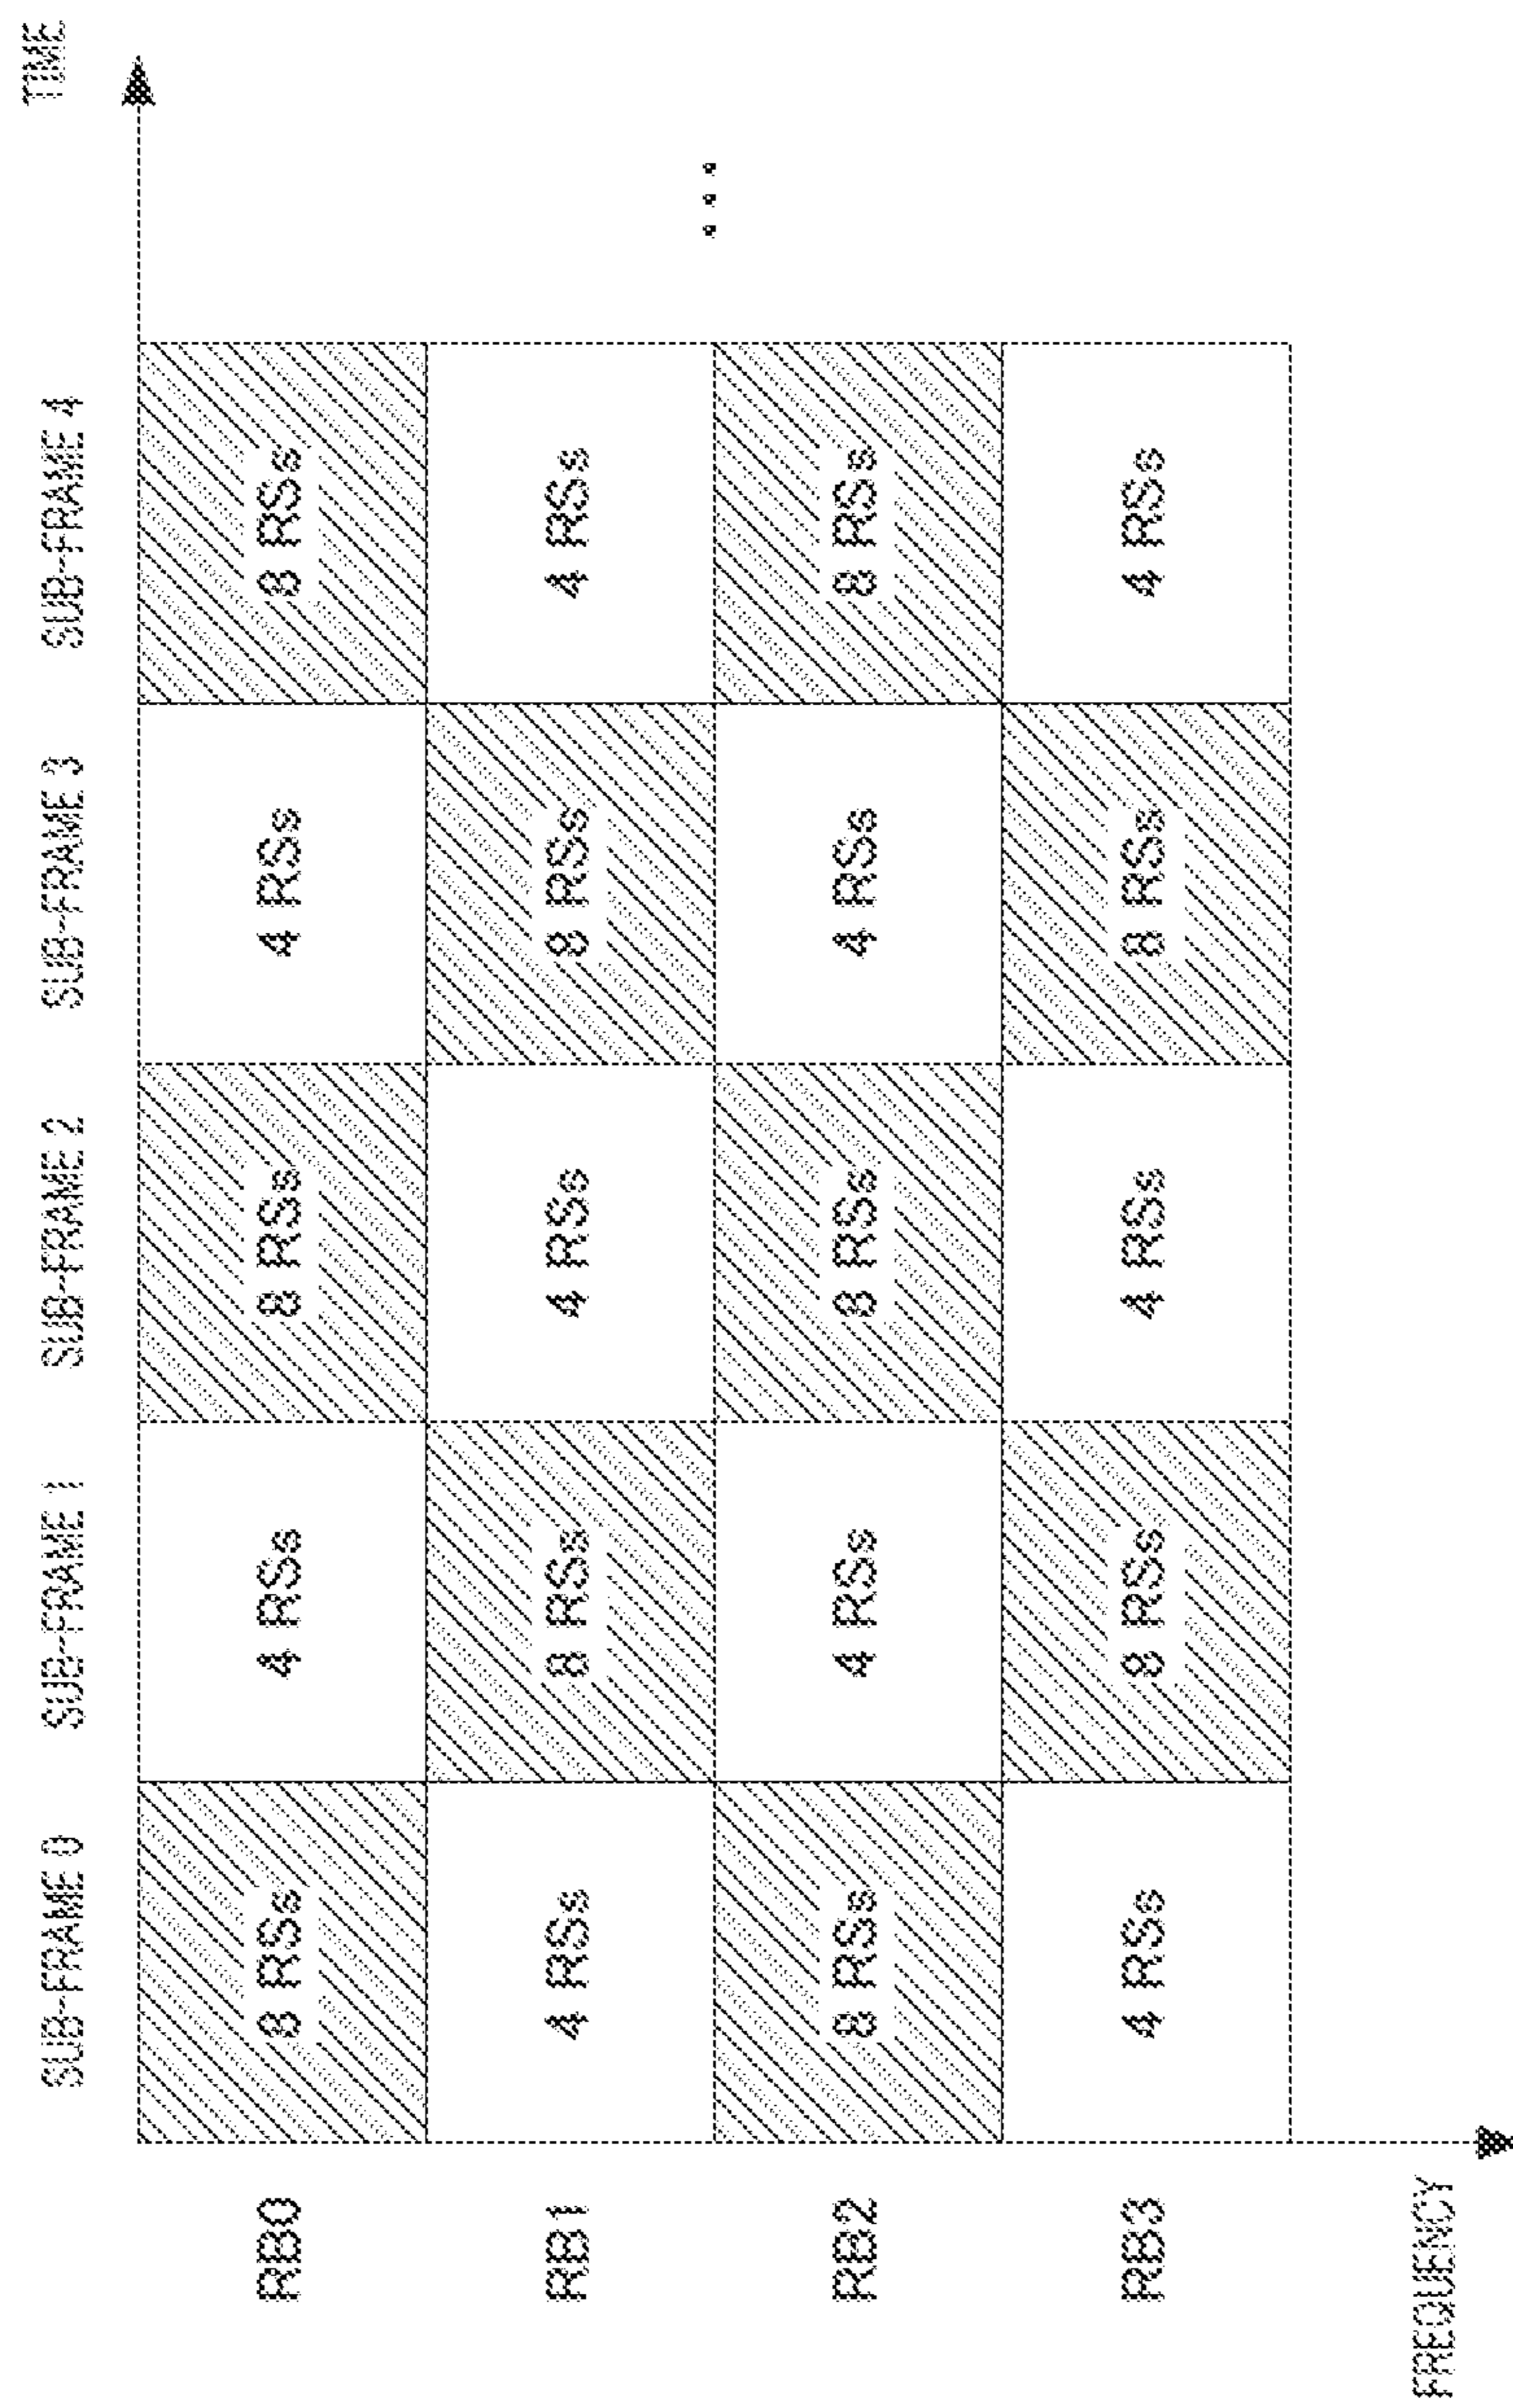 TIME
SUB-FRAME 0 SUB-FRAME 1 SUB-FRAME 2 SUB-FRAME 3 SUB-FRAME 4
RB0 8 RSs 4 RSs 8 RSs 4 RSs 8 RSs
RB1 4 RSs 8 RSs 4 RSs 8 RSs 4 RSs
...
RB2 8 RSs 4 RSs 8 RSs 4 RSs 8 RSs
RB3 4 RSs 8 RSs 4 RSs 8 RSs 4 RSs
FREQUENCY